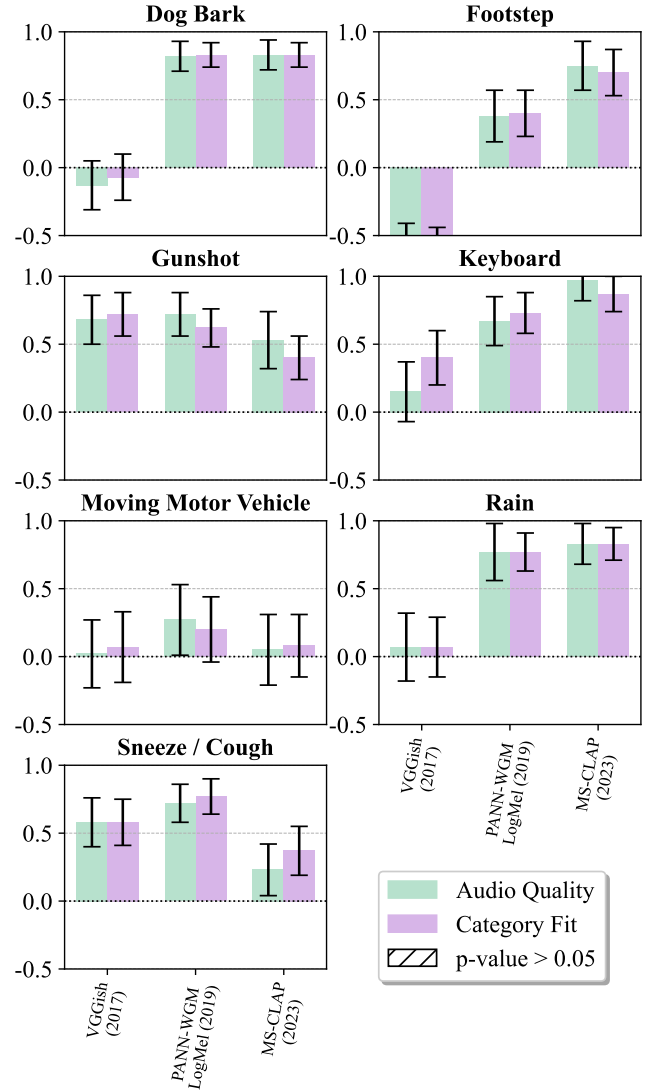 Dog Bark
1.0
0.5
0.0
-0.5
Footstep
1.0
0.5
0.0
-0.5
Gunshot
1.0
0.5
0.0
-0.5
Keyboard
1.0
0.5
0.0
-0.5
Moving Motor Vehicle
1.0
0.5
0.0
-0.5
Rain
1.0
0.5
0.0
-0.5
VGGish
(2017)
PANN-WGM
LogMel (2019)
MS-CLAP
(2023)
Sneeze / Cough
1.0
0.5
0.0
-0.5
VGGish
(2017)
PANN-WGM
LogMel (2019)
MS-CLAP
(2023)
Audio Quality
Category Fit
p-value > 0.05